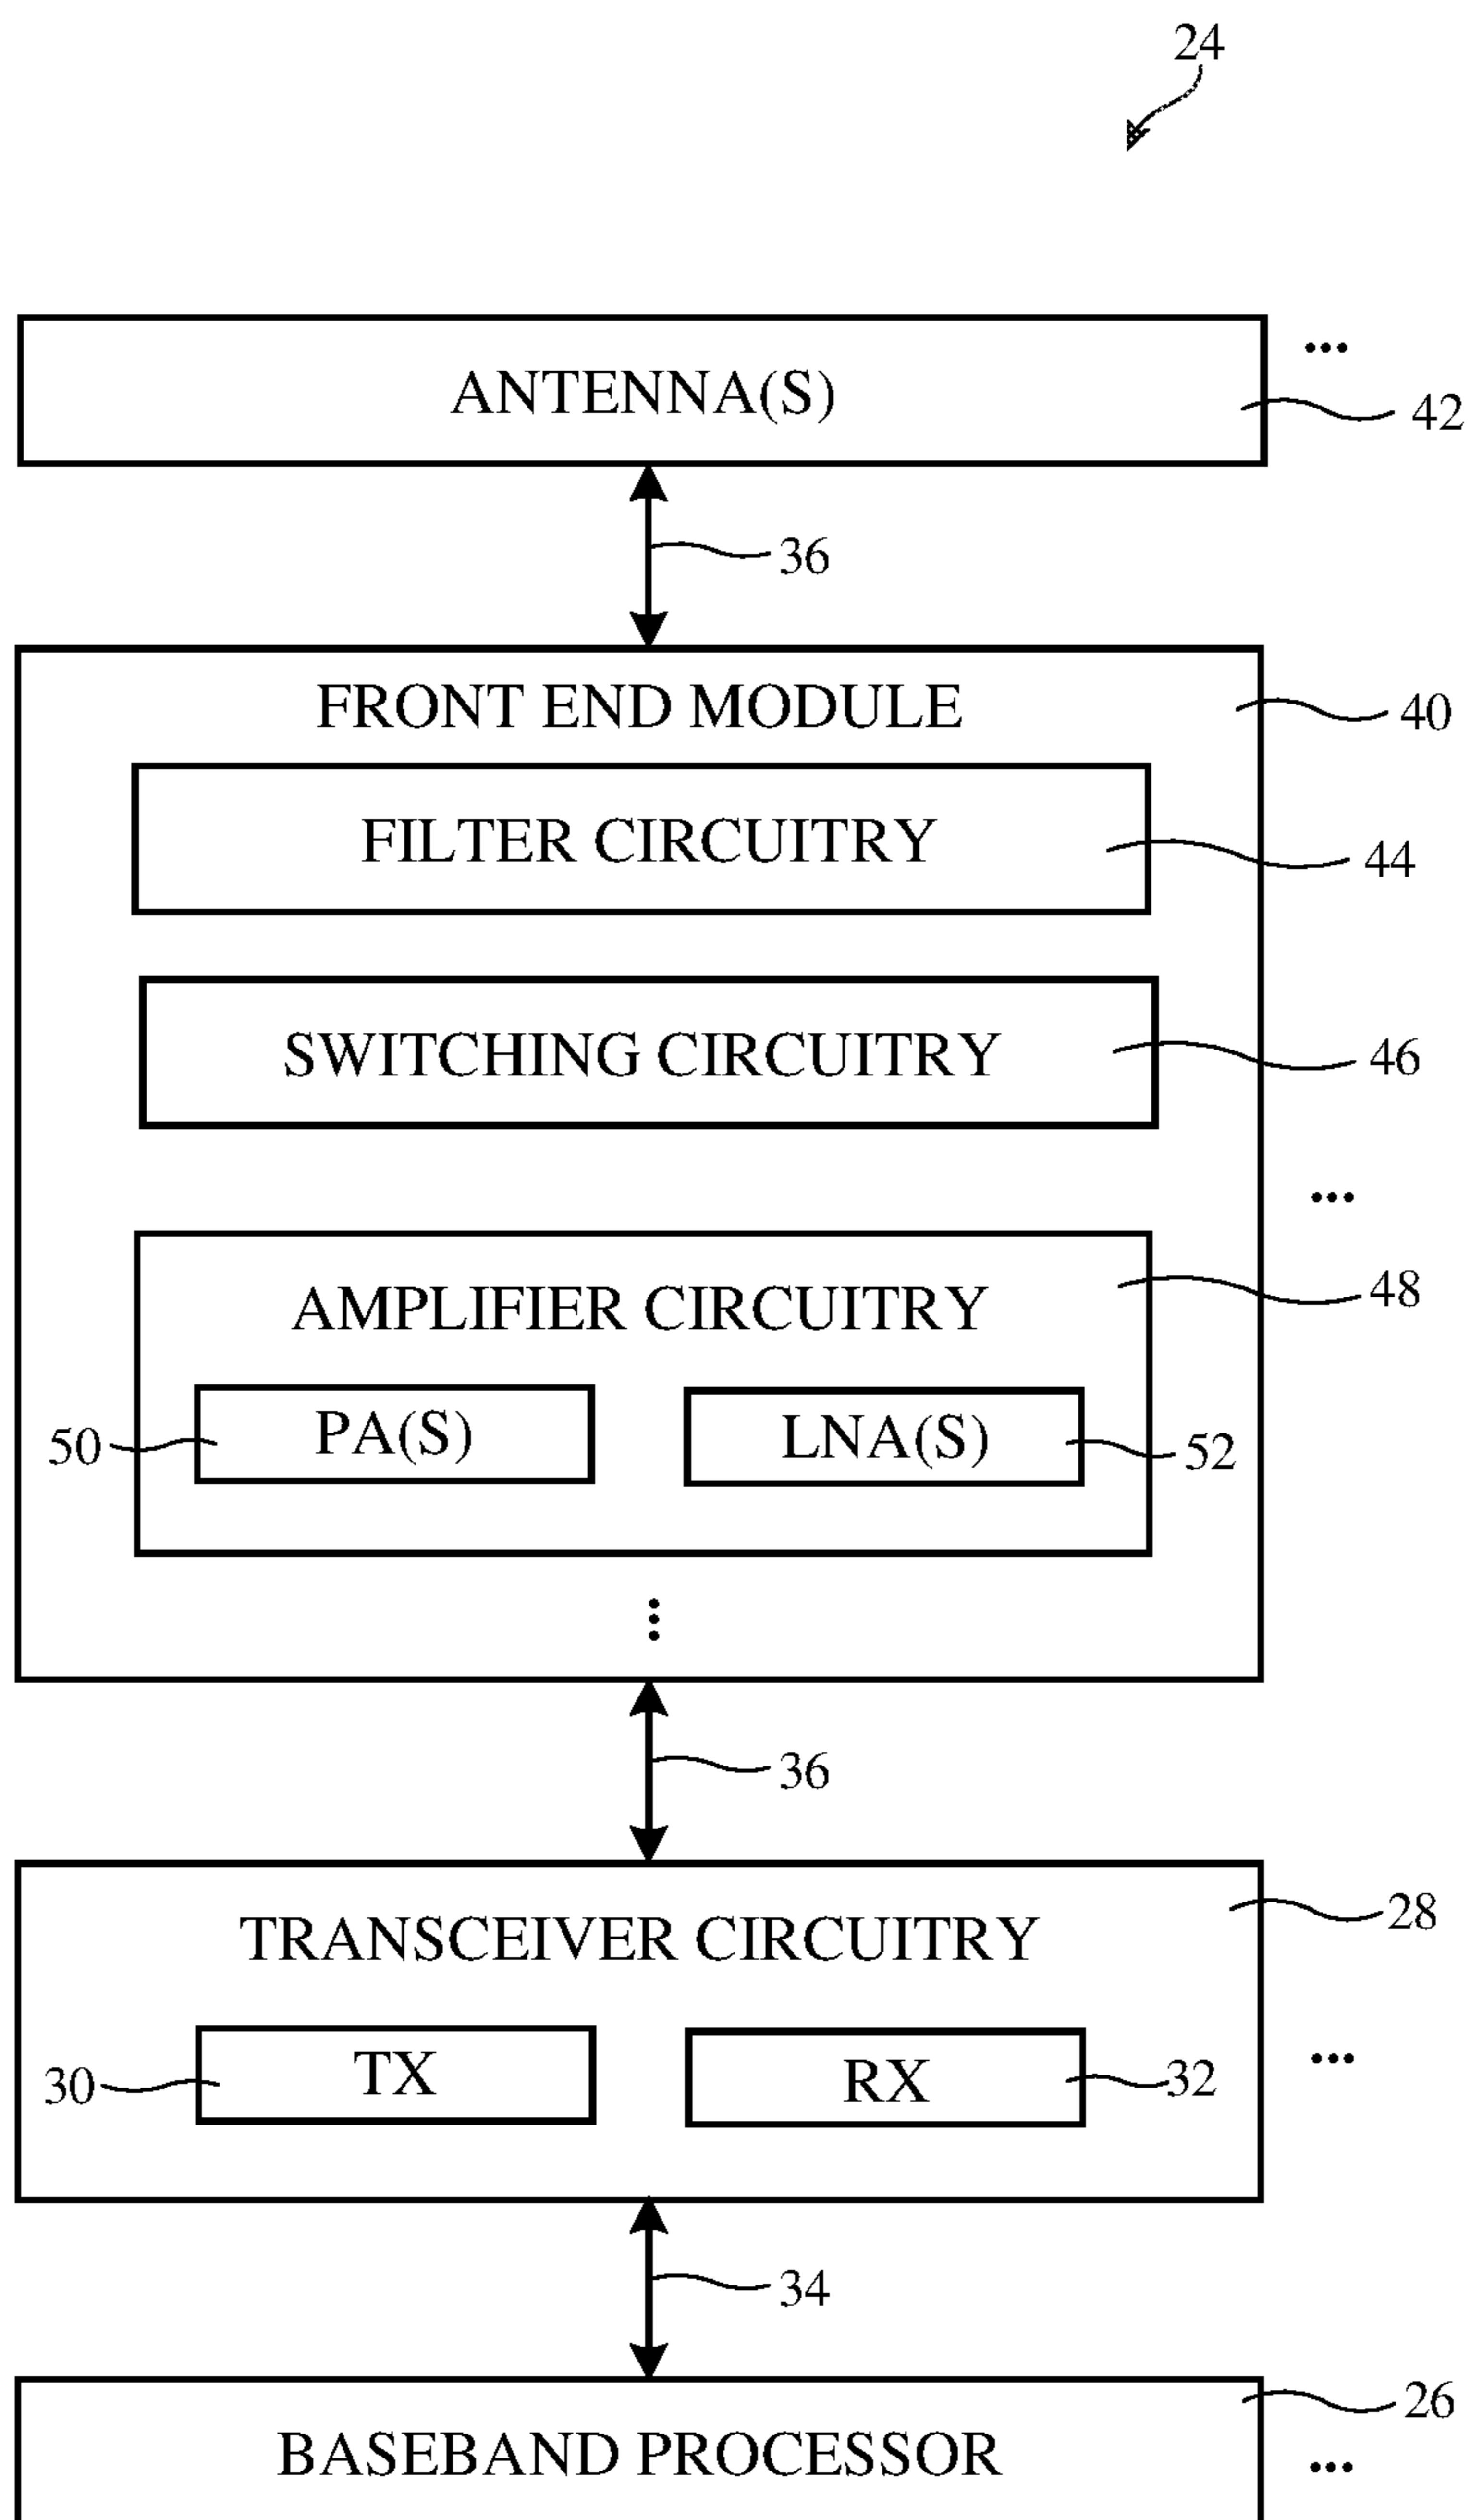 24
ANTENNA(S)
...
42
36
FRONT END MODULE
40
FILTER CIRCUITRY
44
SWITCHING CIRCUITRY
46
...
AMPLIFIER CIRCUITRY
48
50
PA(S)
LNA(S)
52
...
36
TRANSCEIVER CIRCUITRY
28
30
TX
RX
32
...
34
BASEBAND PROCESSOR
26
...